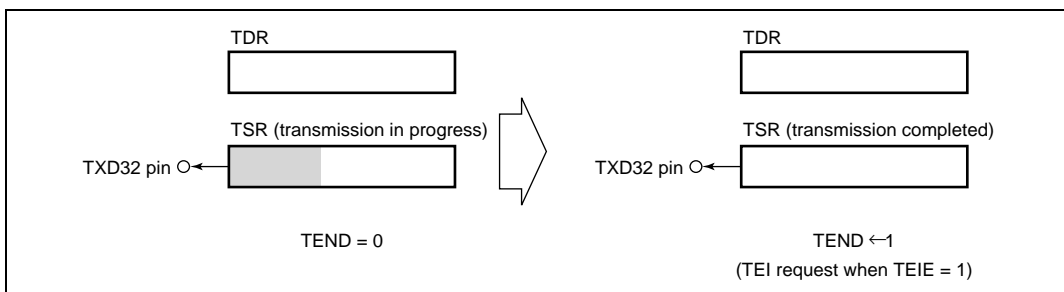 TDR
TSR (transmission in progress)
TXD32 pin
TEND = 0
TDR
TSR (transmission completed)
TXD32 pin
TEND ←1
(TEI request when TEIE = 1)